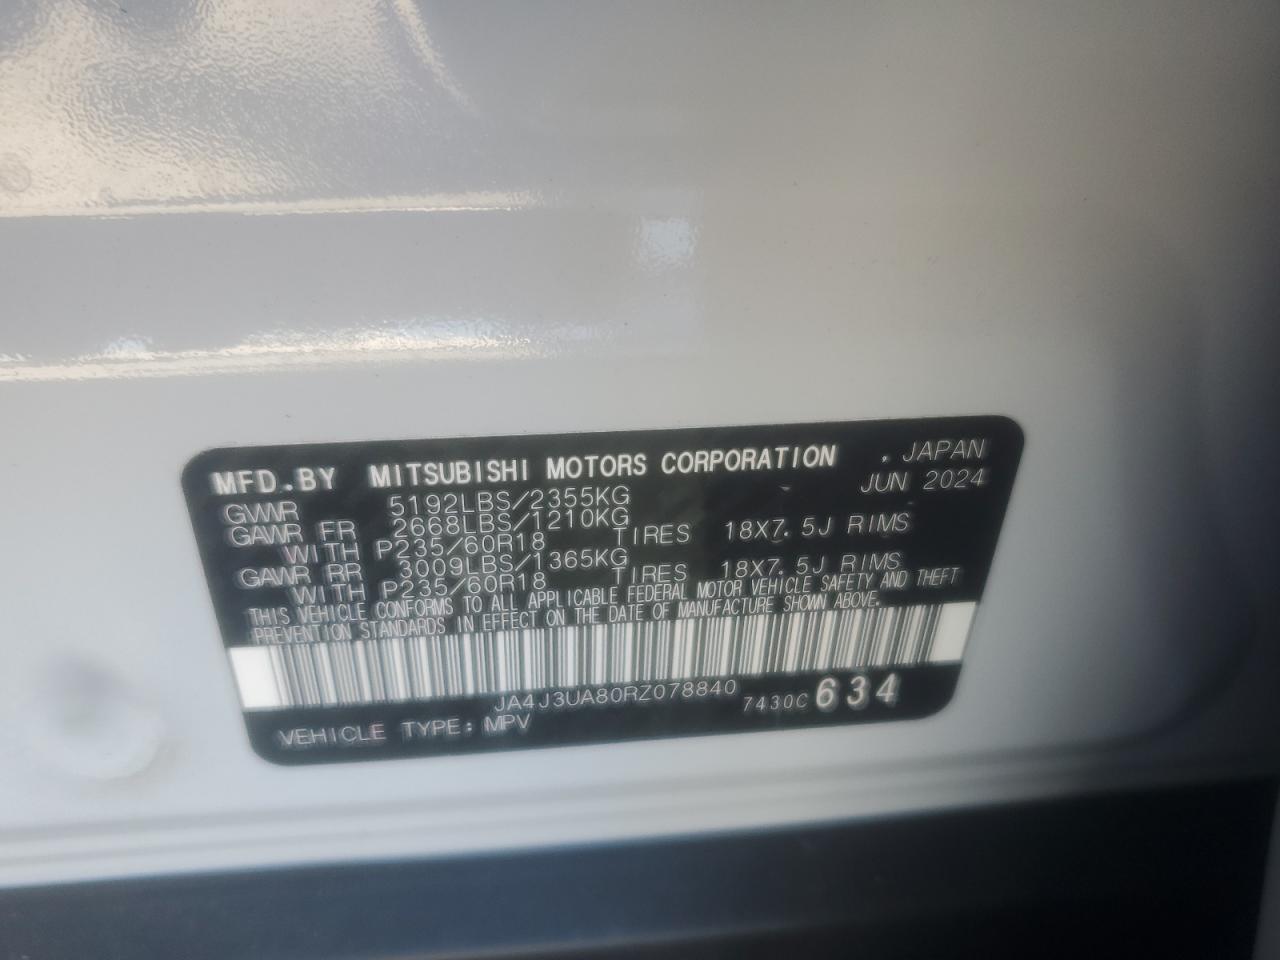 MFD.BY MITSUBISHI MOTORS CORPORATION . JAPAN
GVWR 5192LBS/2355KG JUN 2024
GAWR FR 2668LBS/1210KG
WITH P235/60R18 TIRES 18X7.5J RIMS
GAWR RR 3009LBS/1365KG
WITH P235/60R18 TIRES 18X7.5J RIMS
THIS VEHICLE CONFORMS TO ALL APPLICABLE FEDERAL MOTOR VEHICLE SAFETY AND THEFT
PREVENTION STANDARDS IN EFFECT ON THE DATE OF MANUFACTURE SHOWN ABOVE.
JA4J3UA80RZ078840
VEHICLE TYPE: MPV 7430C 634